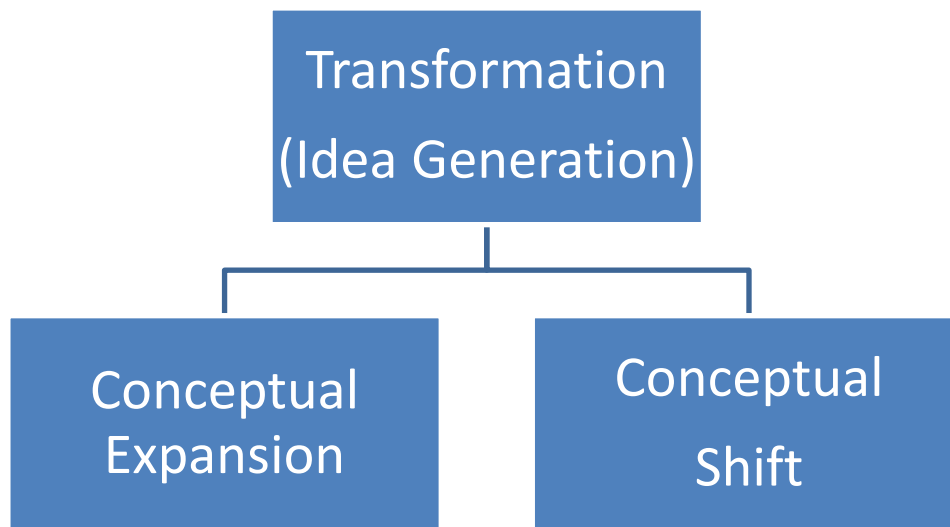 Transformation
(Idea Generation)
Conceptual
Expansion
Conceptual
Shift